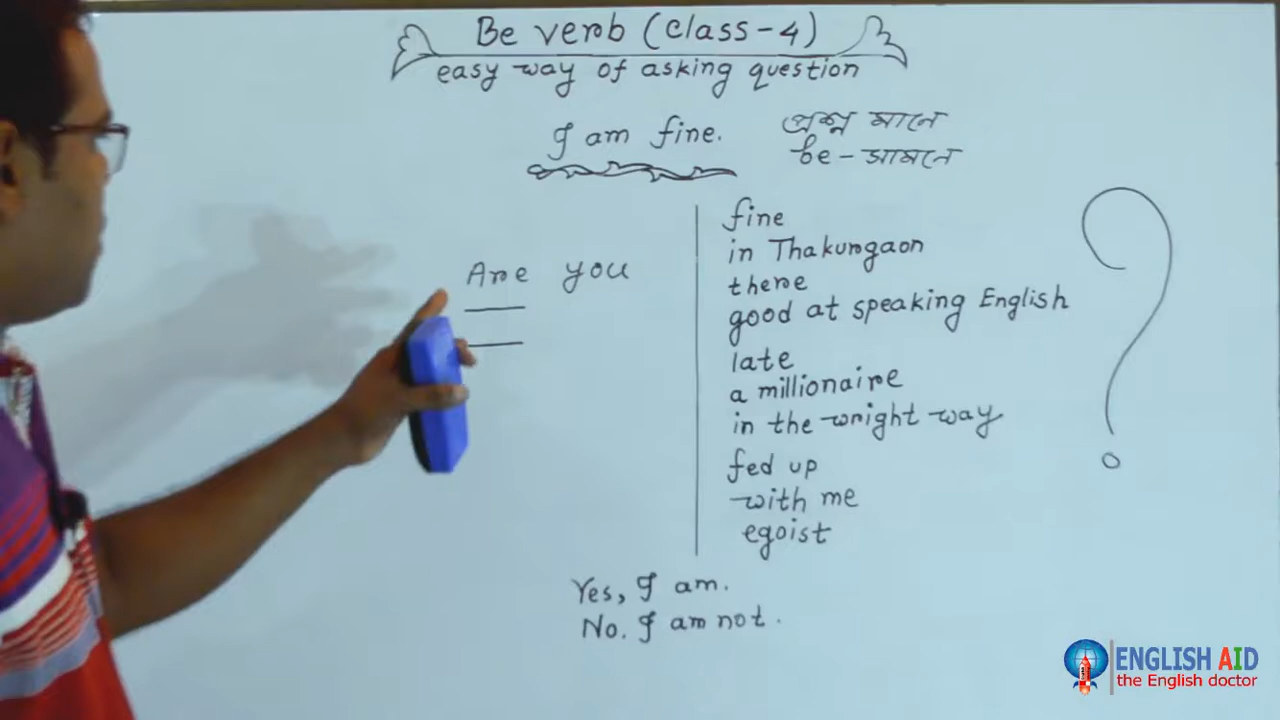 Be verb (class-4)
easy way of asking question
I am fine.
প্রশ্ন মানে
be - সামনে
Are you
fine
in Thakurgaon
there
good at speaking English
late
a millionaire
in the wright way
fed up
with me
egoist
?
Yes, I am.
No. I am not.
ENGLISH AID
the English doctor